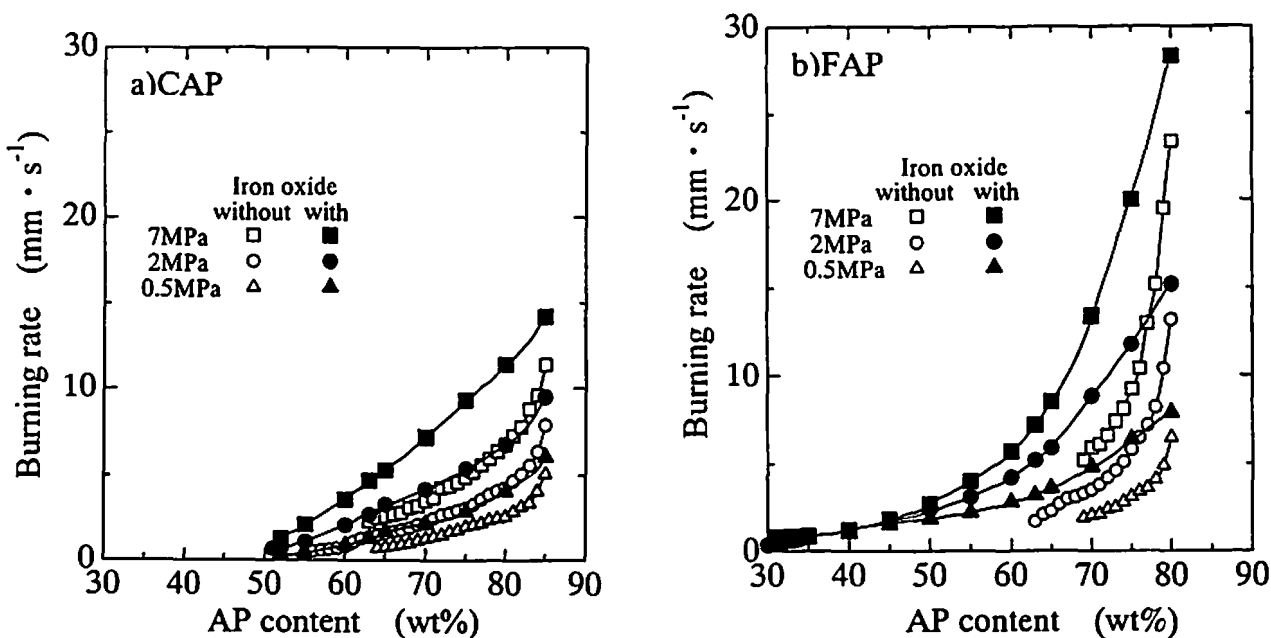 30
a)CAP
Iron oxide
without with
7MPa
2MPa
0.5MPa
20
10
0
30 40 50 60 70 80 90
AP content (wt%)
Burning rate (mm・s⁻¹)
30
b)FAP
Iron oxide
without with
7MPa
2MPa
0.5MPa
20
10
0
30 40 50 60 70 80 90
AP content (wt%)
Burning rate (mm・s⁻¹)